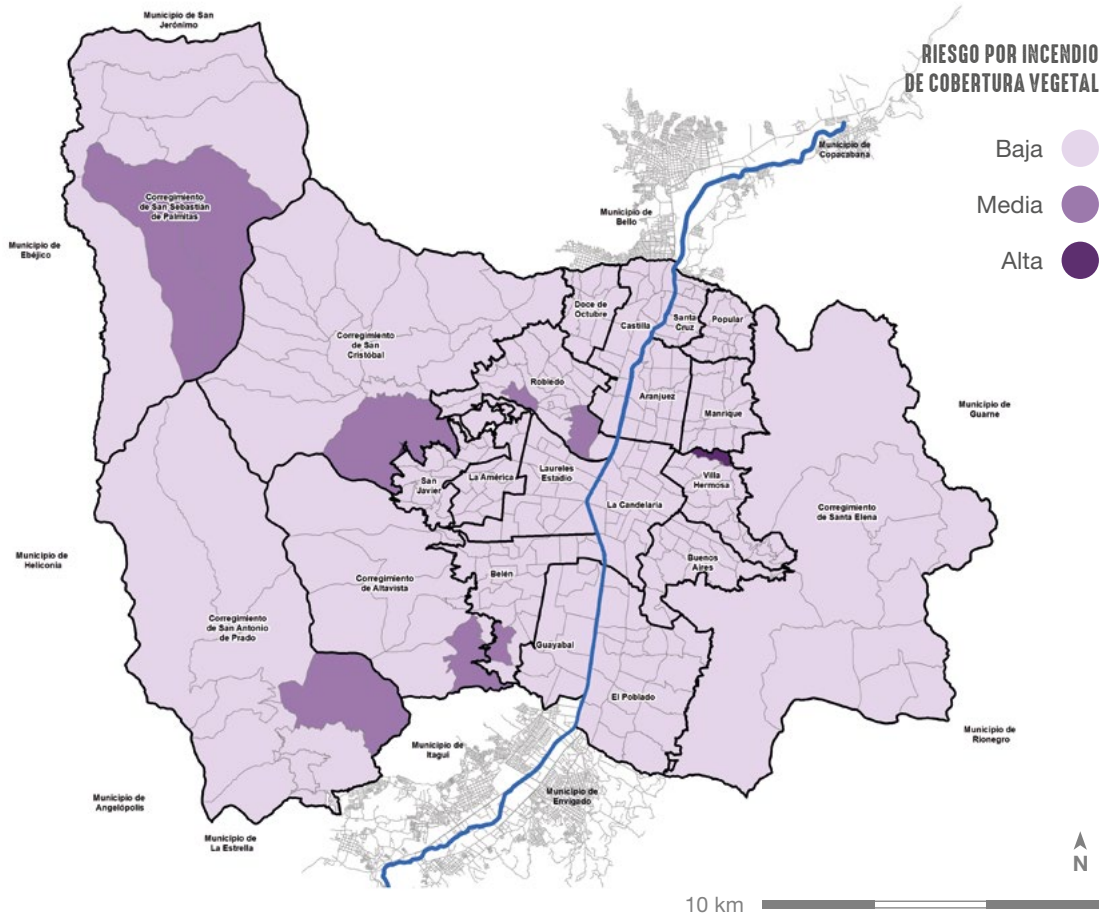 RIESGO POR INCENDIO
DE COBERTURA VEGETAL
Baja
Media
Alta
Municipio de San
Jerónimo
Municipio de
Copacabana
Corregimiento
de San Sebastián
de Palmitas
Municipio de
Bello
Municipio de
Ebéjico
Doce de
Octubre
Castilla
Santa
Cruz
Popular
Corregimiento
de San
Cristóbal
Robledo
Aranjuez
Manrique
Municipio de
Guarne
San
Javier
La América
Laureles
Estadio
Villa
Hermosa
La Candelaria
Corregimiento
de Santa Elena
Municipio de
Heliconia
Buenos
Aires
Belén
Corregimiento
de Altavista
Corregimiento
de San Antonio
de Prado
Guayabal
El Poblado
Municipio de
Rionegro
Municipio de
Itagui
Municipio de
Envigado
Municipio de
Angelópolis
Municipio de
La Estrella
N
10 km